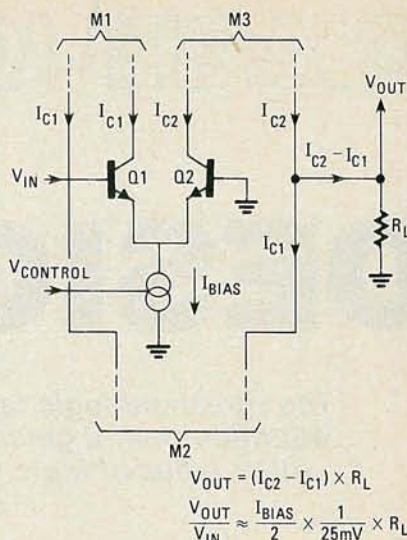 M1 M3
I_C1 I_C1 I_C2 I_C2
V_OUT
V_IN Q1 Q2 I_C2 − I_C1
I_C1 R_L
V_CONTROL I_BIAS
M2
V_OUT = (I_C2 − I_C1) × R_L
V_OUT/V_IN ≈ I_BIAS/2 × 1/25mV × R_L